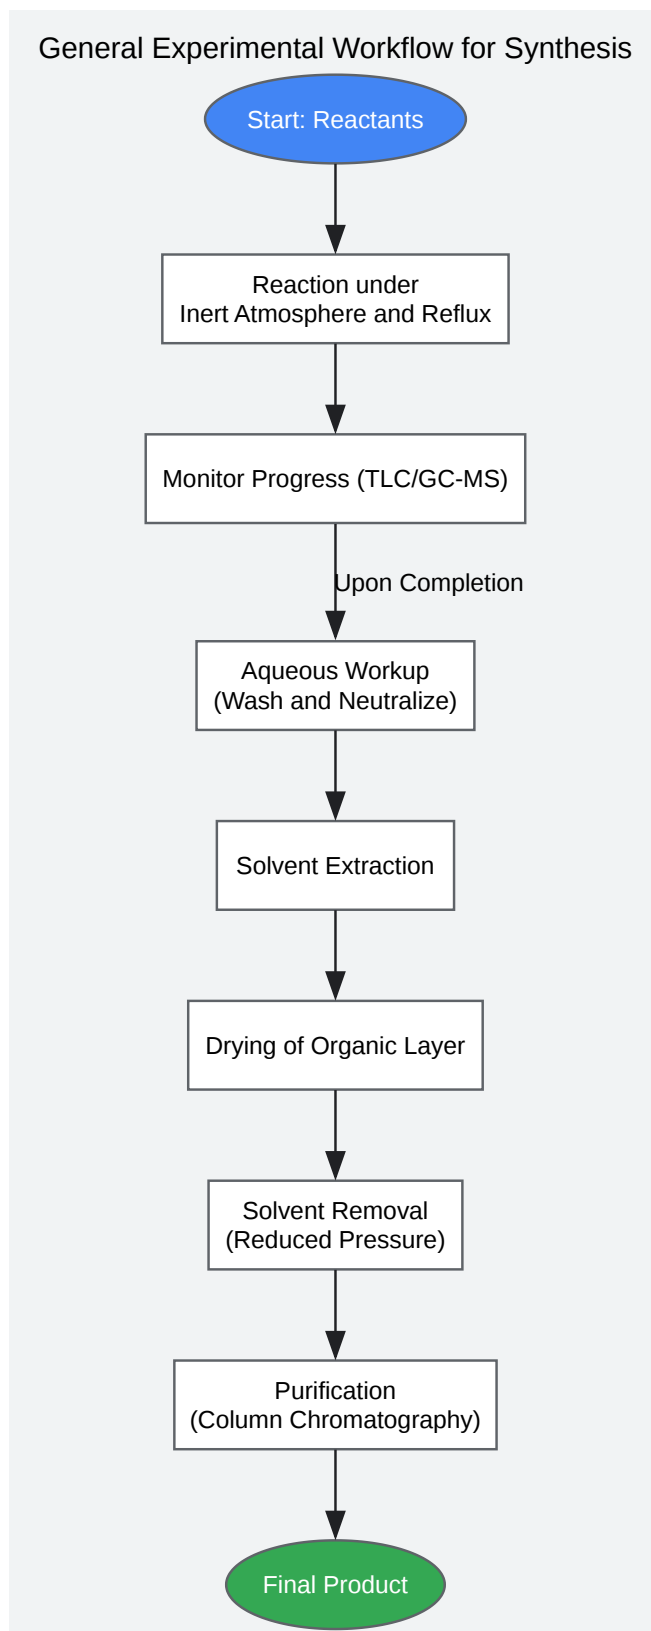 General Experimental Workflow for Synthesis
Start: Reactants
Reaction under
Inert Atmosphere and Reflux
Monitor Progress (TLC/GC-MS)
Upon Completion
Aqueous Workup
(Wash and Neutralize)
Solvent Extraction
Drying of Organic Layer
Solvent Removal
(Reduced Pressure)
Purification
(Column Chromatography)
Final Product